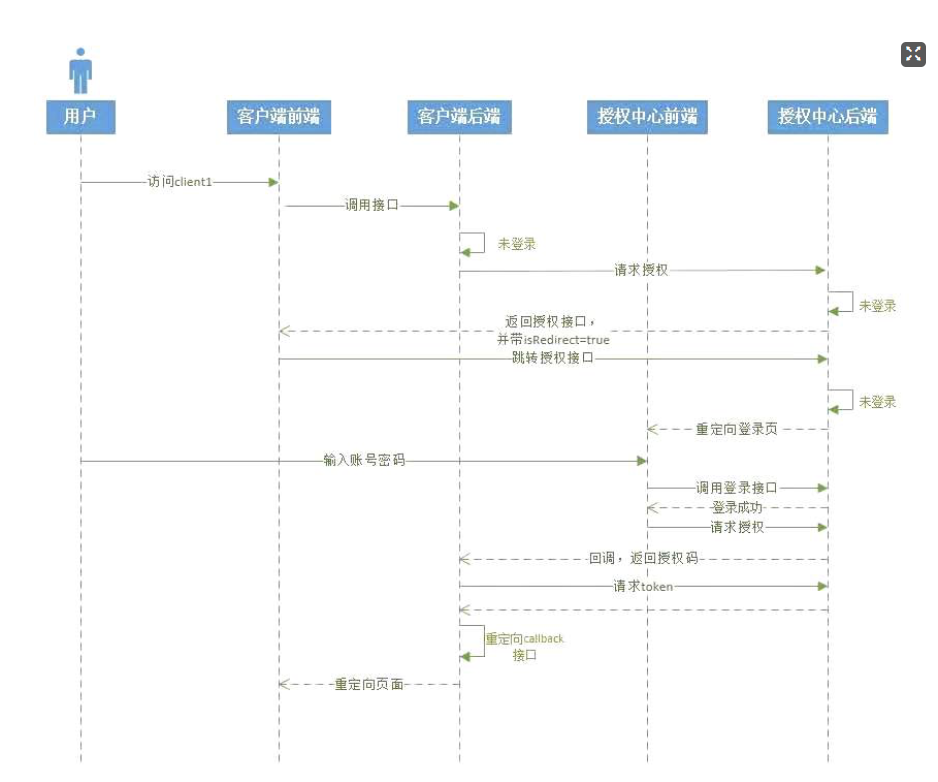 用户
客户端前端
客户端后端
授权中心前端
授权中心后端
访问client1
调用接口
未登录
请求授权
未登录
返回授权接口，
并带isRedirect=true
跳转授权接口
未登录
重定向登录页
输入账号密码
调用登录接口
登录成功
请求授权
回调，返回授权码
请求token
重定向callback
接口
重定向页面